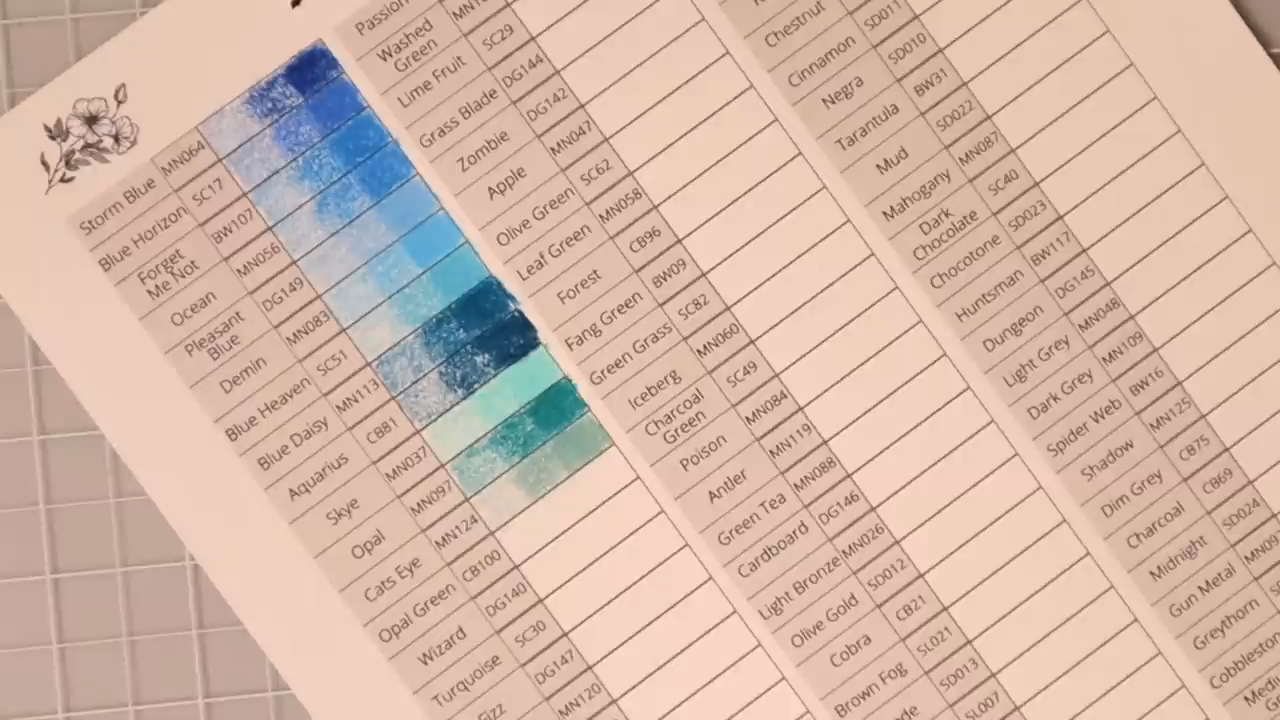 Passion
Washed
Green
Lime Fruit SC29
Grass Blade DG144
Zombie DG142
Apple MN047
Olive Green SC62
Leaf Green MN058
Forest CB96
Fang Green BW09
Green Grass SC82
Iceberg MN060
Charcoal
Green SC49
Poison MN084
Antler MN119
Green Tea MN088
Cardboard DG146
Light Bronze MN026
Olive Gold SD012
Cobra CB21
Brown Fog SL021
SD013
SL007
Storm Blue MN064
Blue Horizon SC17
Forget
Me Not BW107
Ocean MN056
Pleasant
Blue DG149
Demin MN083
Blue Heaven SC51
Blue Daisy MN113
Aquarius CB81
Skye MN037
Opal MN097
Cats Eye MN124
Opal Green CB100
Wizard DG140
Turquoise SC30
Fizz DG147
MN120
Chestnut
Cinnamon SD011
Negra SD010
Tarantula BW31
Mud SD022
Mahogany MN087
Dark
Chocolate SC40
Chocotone SD023
Huntsman BW117
Dungeon DG145
Light Grey MN048
Dark Grey MN109
Spider Web BW16
Shadow MN125
Dim Grey CB75
Charcoal CB69
Midnight SD024
Gun Metal
Greythorn